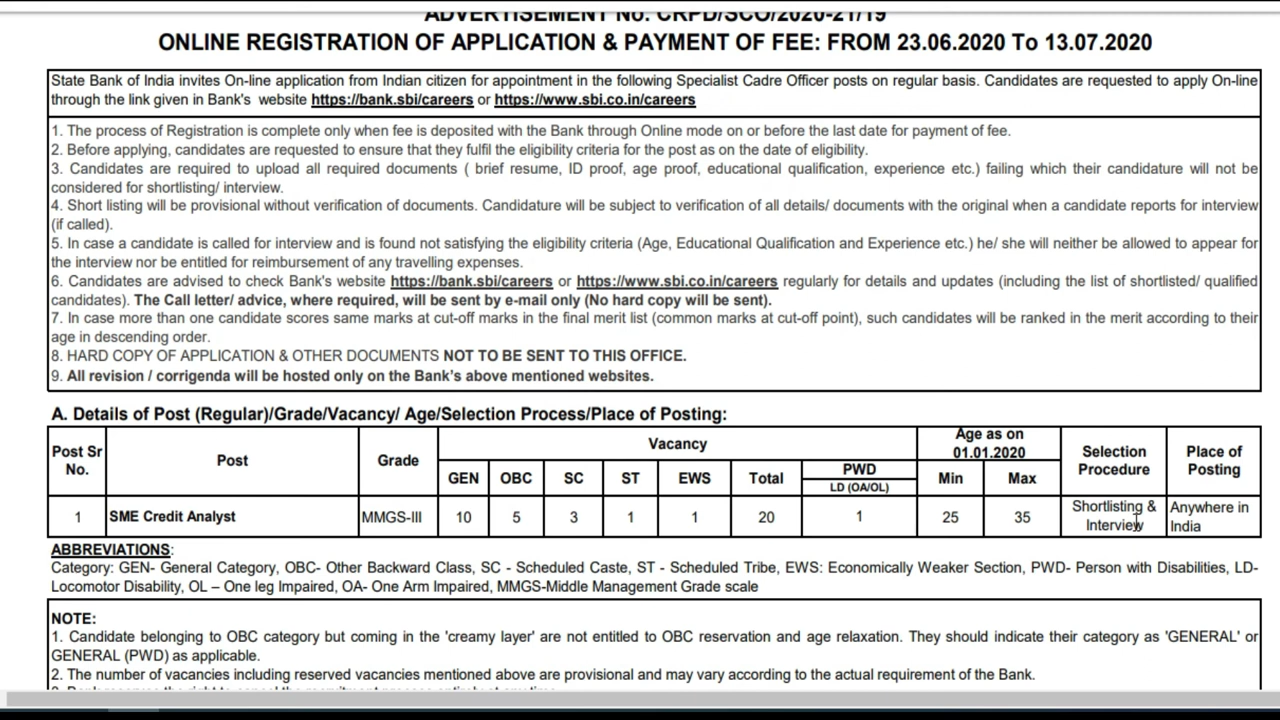 ADVERTISEMENT No. CRPD/SCO/2020-21/19
ONLINE REGISTRATION OF APPLICATION & PAYMENT OF FEE: FROM 23.06.2020 To 13.07.2020
State Bank of India invites On-line application from Indian citizen for appointment in the following Specialist Cadre Officer posts on regular basis. Candidates are requested to apply On-line
through the link given in Bank's website https://bank.sbi/careers or https://www.sbi.co.in/careers
1. The process of Registration is complete only when fee is deposited with the Bank through Online mode on or before the last date for payment of fee.
2. Before applying, candidates are requested to ensure that they fulfil the eligibility criteria for the post as on the date of eligibility.
3. Candidates are required to upload all required documents ( brief resume, ID proof, age proof, educational qualification, experience etc.) failing which their candidature will not be
considered for shortlisting/ interview.
4. Short listing will be provisional without verification of documents. Candidature will be subject to verification of all details/ documents with the original when a candidate reports for interview
(if called).
5. In case a candidate is called for interview and is found not satisfying the eligibility criteria (Age, Educational Qualification and Experience etc.) he/ she will neither be allowed to appear for
the interview nor be entitled for reimbursement of any travelling expenses.
6. Candidates are advised to check Bank's website https://bank.sbi/careers or https://www.sbi.co.in/careers regularly for details and updates (including the list of shortlisted/ qualified
candidates). The Call letter/ advice, where required, will be sent by e-mail only (No hard copy will be sent).
7. In case more than one candidate scores same marks at cut-off marks in the final merit list (common marks at cut-off point), such candidates will be ranked in the merit according to their
age in descending order.
8. HARD COPY OF APPLICATION & OTHER DOCUMENTS NOT TO BE SENT TO THIS OFFICE.
9. All revision / corrigenda will be hosted only on the Bank's above mentioned websites.
A. Details of Post (Regular)/Grade/Vacancy/ Age/Selection Process/Place of Posting:
Post Sr No. Post Grade Vacancy Age as on 01.01.2020 Selection Procedure Place of Posting
GEN OBC SC ST EWS Total PWD LD (OA/OL) Min Max
1 SME Credit Analyst MMGS-III 10 5 3 1 1 20 1 25 35 Shortlisting & Interview Anywhere in India
ABBREVIATIONS:
Category: GEN- General Category, OBC- Other Backward Class, SC - Scheduled Caste, ST - Scheduled Tribe, EWS: Economically Weaker Section, PWD- Person with Disabilities, LD-
Locomotor Disability, OL – One leg Impaired, OA- One Arm Impaired, MMGS-Middle Management Grade scale
NOTE:
1. Candidate belonging to OBC category but coming in the 'creamy layer' are not entitled to OBC reservation and age relaxation. They should indicate their category as 'GENERAL' or
GENERAL (PWD) as applicable.
2. The number of vacancies including reserved vacancies mentioned above are provisional and may vary according to the actual requirement of the Bank.